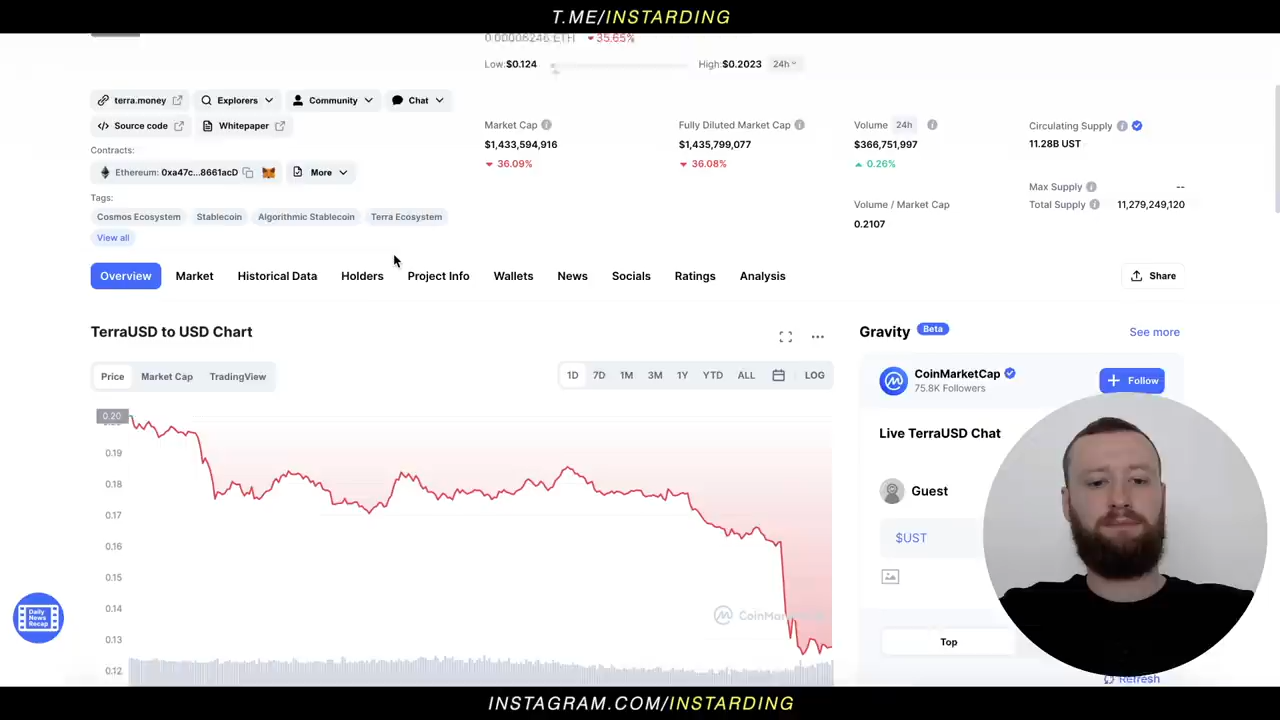 T.ME/INSTARDING
0.00006246 ETH 35.65%
Low:$0.124 High:$0.2023 24h
terra.money Explorers Community Chat
Source code Whitepaper
Contracts:
Ethereum: 0xa47c...8661acD More
Tags:
Cosmos Ecosystem Stablecoin Algorithmic Stablecoin Terra Ecosystem
View all
Market Cap
$1,433,594,916
36.09%
Fully Diluted Market Cap
$1,435,799,077
36.08%
Volume 24h
$366,751,997
0.26%
Volume / Market Cap
0.2107
Circulating Supply
11.28B UST
Max Supply --
Total Supply 11,279,249,120
Overview Market Historical Data Holders Project Info Wallets News Socials Ratings Analysis Share
TerraUSD to USD Chart
Price Market Cap TradingView 1D 7D 1M 3M 1Y YTD ALL LOG
0.20
0.19
0.18
0.17
0.16
0.15
0.14
0.13
0.12
Gravity Beta See more
CoinMarketCap
75.8K Followers
Follow
Live TerraUSD Chat
Guest
$UST
Top
Refresh
Daily
News
Recap
INSTAGRAM.COM/INSTARDING